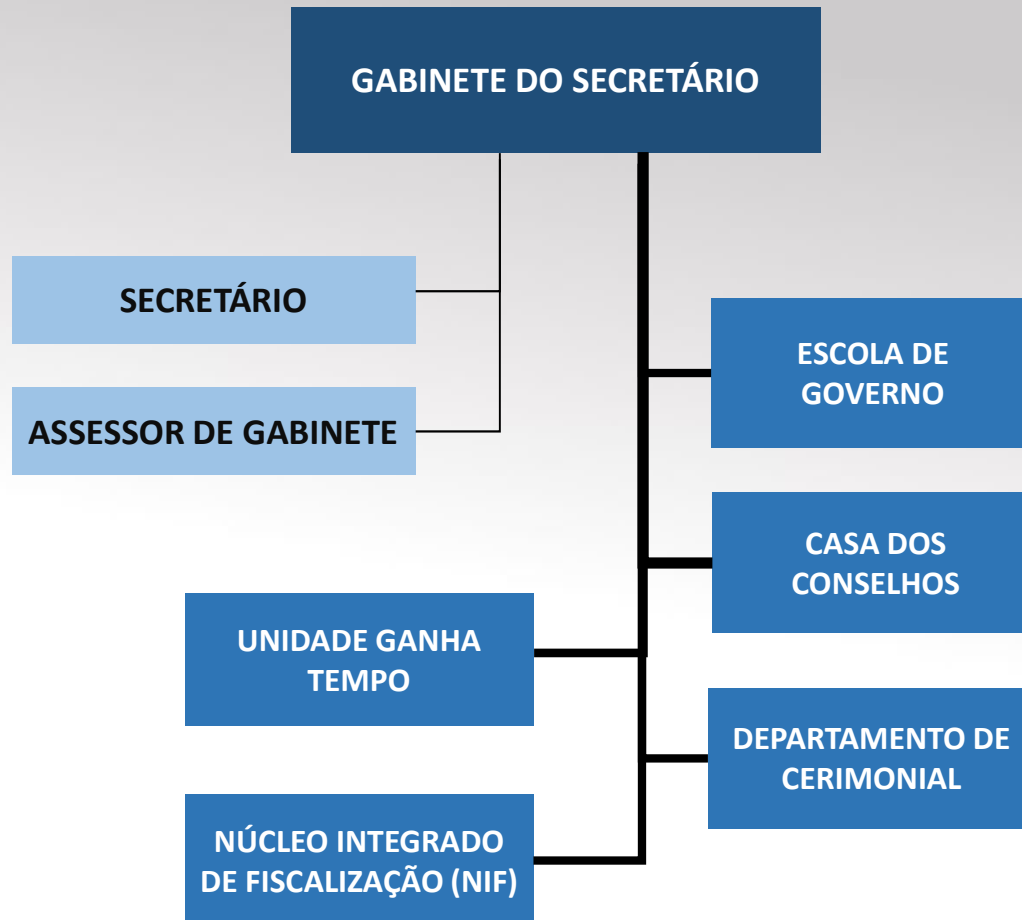 GABINETE DO SECRETÁRIO
SECRETÁRIO
ASSESSOR DE GABINETE
ESCOLA DE
GOVERNO
CASA DOS
CONSELHOS
UNIDADE GANHA
TEMPO
DEPARTAMENTO DE
CERIMONIAL
NÚCLEO INTEGRADO
DE FISCALIZAÇÃO (NIF)